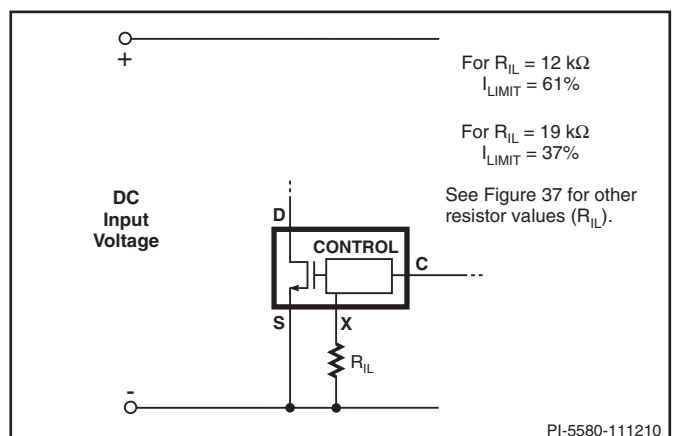 +
For R_IL = 12 kΩ
I_LIMIT = 61%
For R_IL = 19 kΩ
I_LIMIT = 37%
See Figure 37 for other
resistor values (R_IL).
DC
Input
Voltage
D
CONTROL
C
S
X
R_IL
-
PI-5580-111210